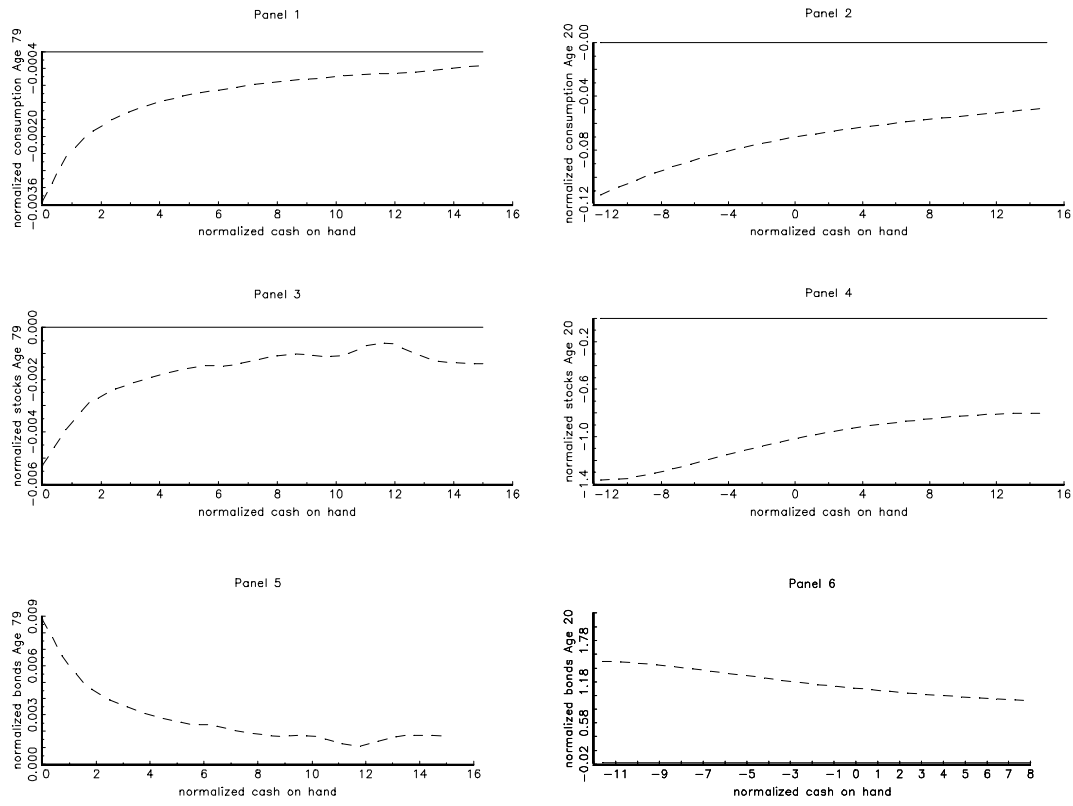 Panel 1
normalized consumption Age 79
-0.0004
-0.0020
-0.0036
0 2 4 6 8 10 12 14 16
normalized cash on hand
Panel 2
normalized consumption Age 20
-0.00
-0.04
-0.08
-0.12
-12 -8 -4 0 4 8 12 16
normalized cash on hand
Panel 3
normalized stocks Age 79
0.000
-0.002
-0.004
-0.006
0 2 4 6 8 10 12 14 16
normalized cash on hand
Panel 4
normalized stocks Age 20
-0.2
-0.6
-1.0
-1.4
-12 -8 -4 0 4 8 12 16
normalized cash on hand
Panel 5
normalized bonds Age 79
0.009
0.006
0.003
0.000
0 2 4 6 8 10 12 14 16
normalized cash on hand
Panel 6
normalized bonds Age 20
1.78
1.18
0.58
-0.02
-11 -9 -7 -5 -3 -1 0 1 2 3 4 5 6 7 8
normalized cash on hand